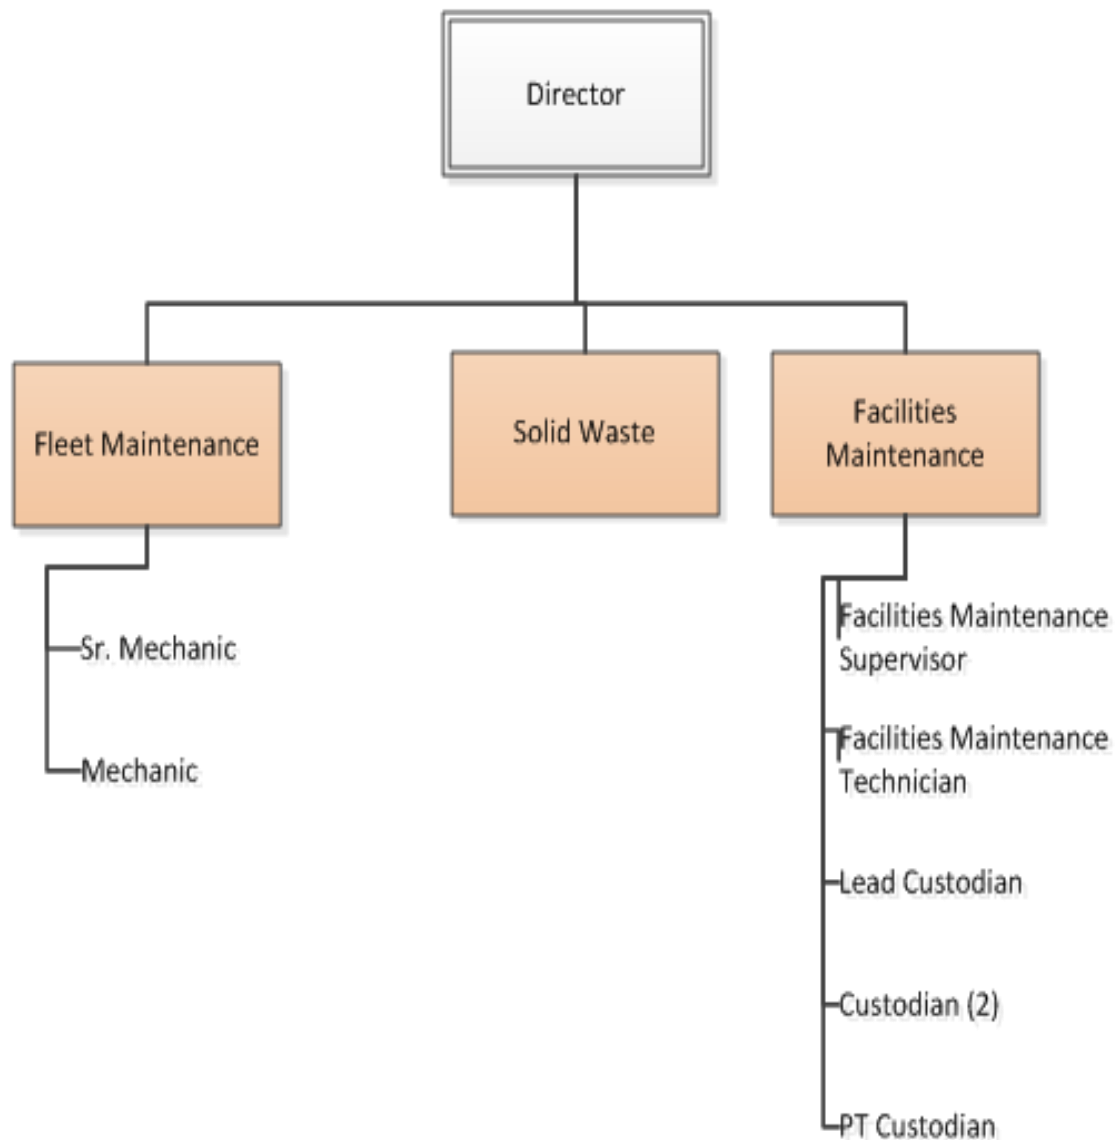 Director
Fleet Maintenance
Solid Waste
Facilities
Maintenance
Sr. Mechanic
Mechanic
Facilities Maintenance
Supervisor
Facilities Maintenance
Technician
Lead Custodian
Custodian (2)
PT Custodian